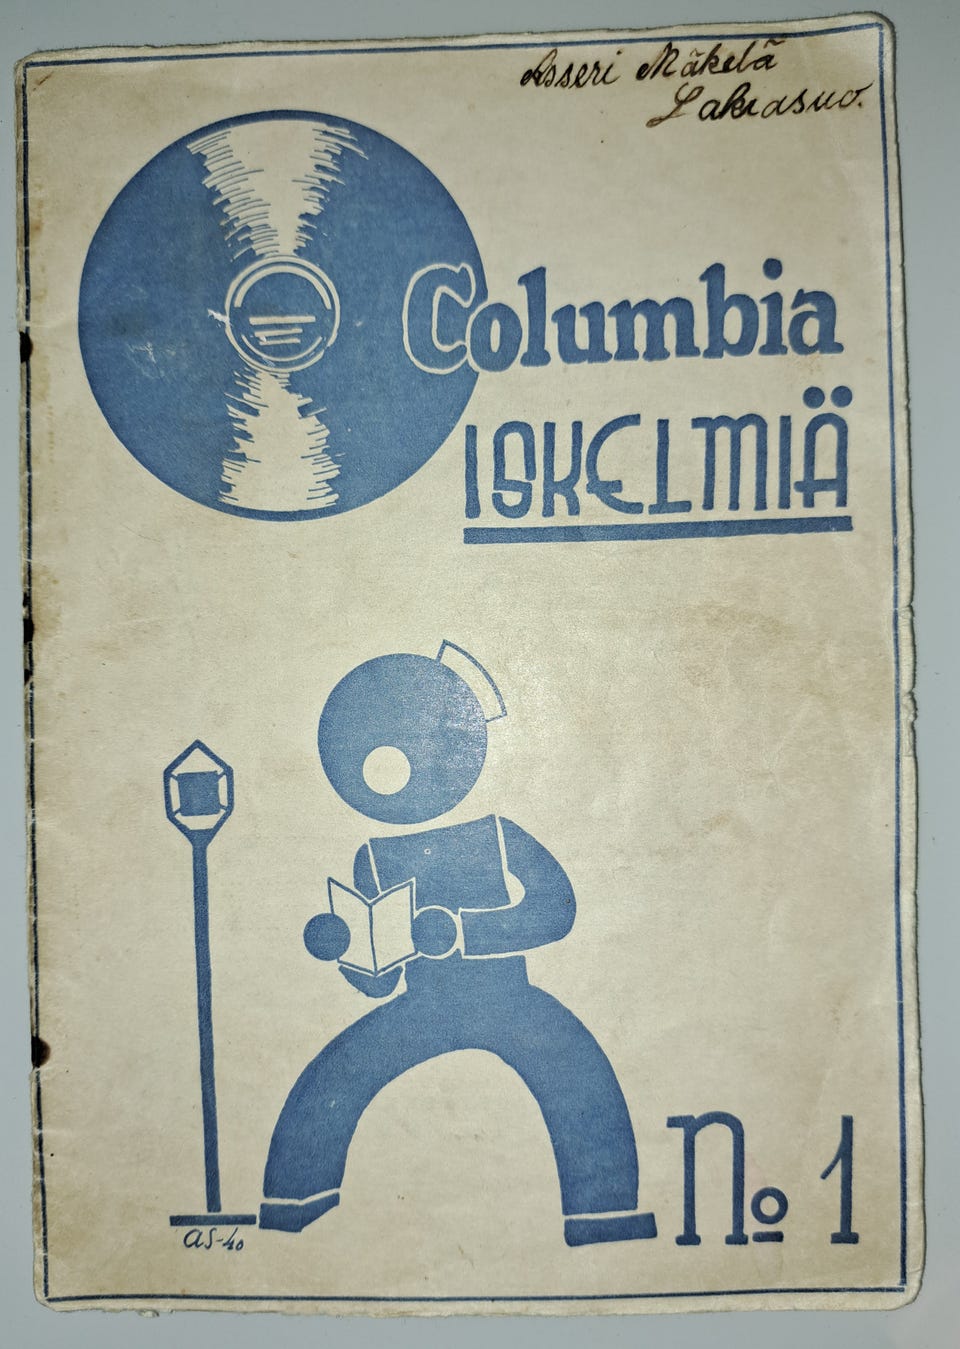 Asseri Mäkelä
Lakiasuo.
Columbia
ISKELMIÄ
No 1
AS-40